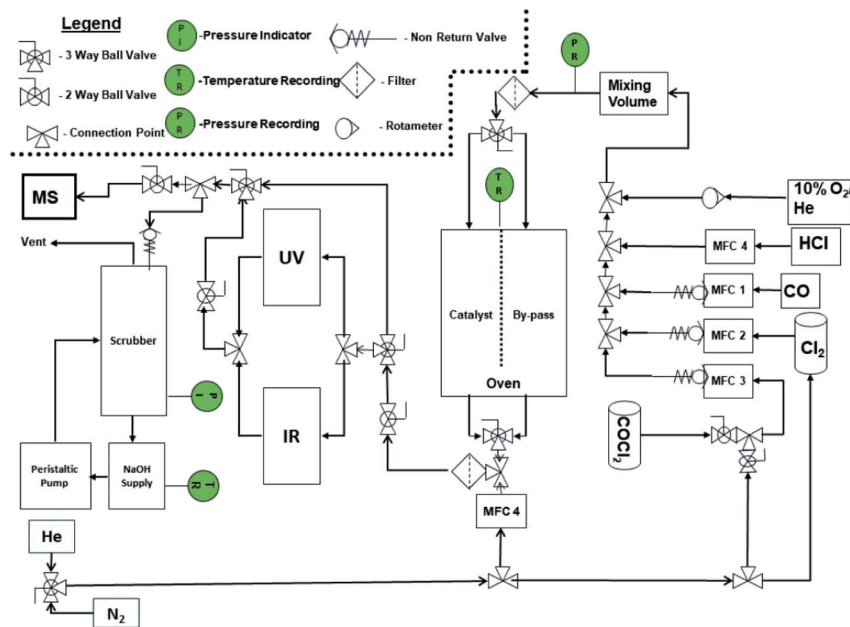 Legend
P
I
-Pressure Indicator
- Non Return Valve
- 3 Way Ball Valve
T
R
-Temperature Recording
- Filter
- 2 Way Ball Valve
P
R
-Pressure Recording
- Rotameter
- Connection Point
P
R
Mixing
Volume
T
R
10% O2/
He
MFC 4
HCl
MFC 1
CO
MFC 2
Cl2
MFC 3
COCl2
MS
Vent
UV
Scrubber
Catalyst
By-pass
Oven
P
I
IR
Peristaltic
Pump
NaOH
Supply
T
R
MFC 4
He
N2